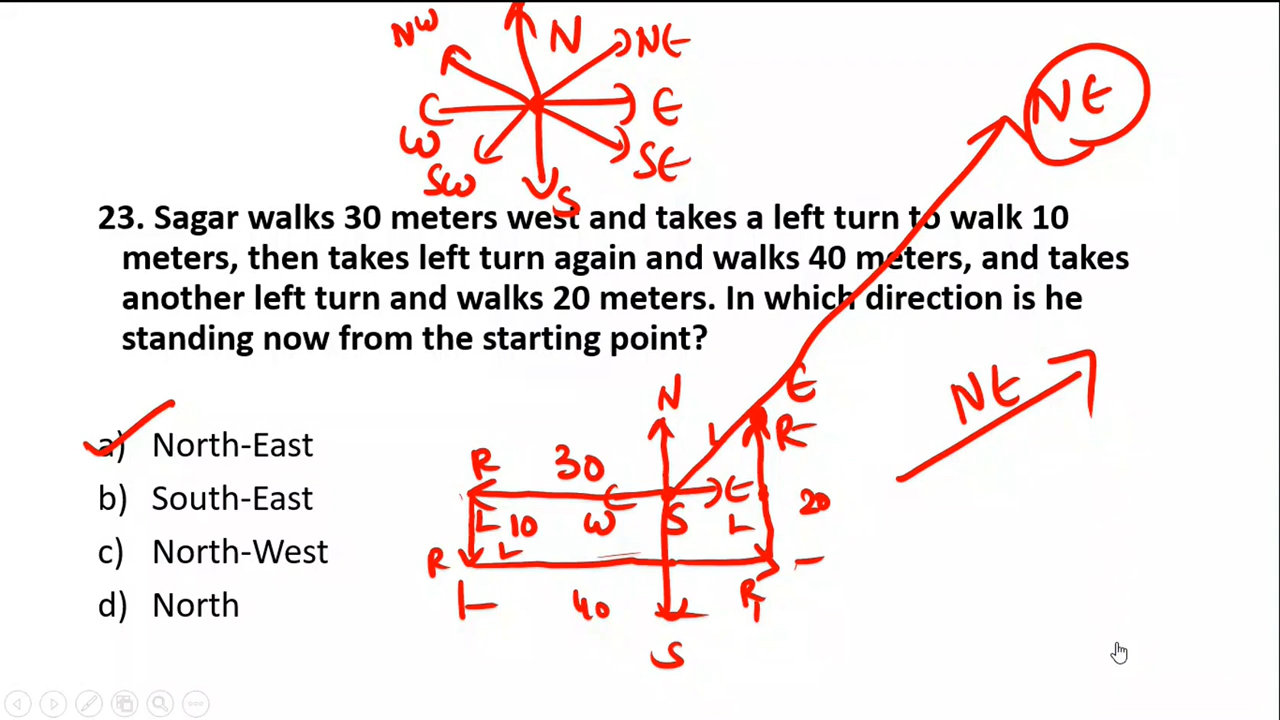 NW
N
NE
W
E
SW
SE
S
NE
23. Sagar walks 30 meters west and takes a left turn to walk 10
meters, then takes left turn again and walks 40 meters, and takes
another left turn and walks 20 meters. In which direction is he
standing now from the starting point?
a) North-East
b) South-East
c) North-West
d) North
N
E
NE
L
R
R
30
E
L
10
W
S
L
20
R
L
R
40
S